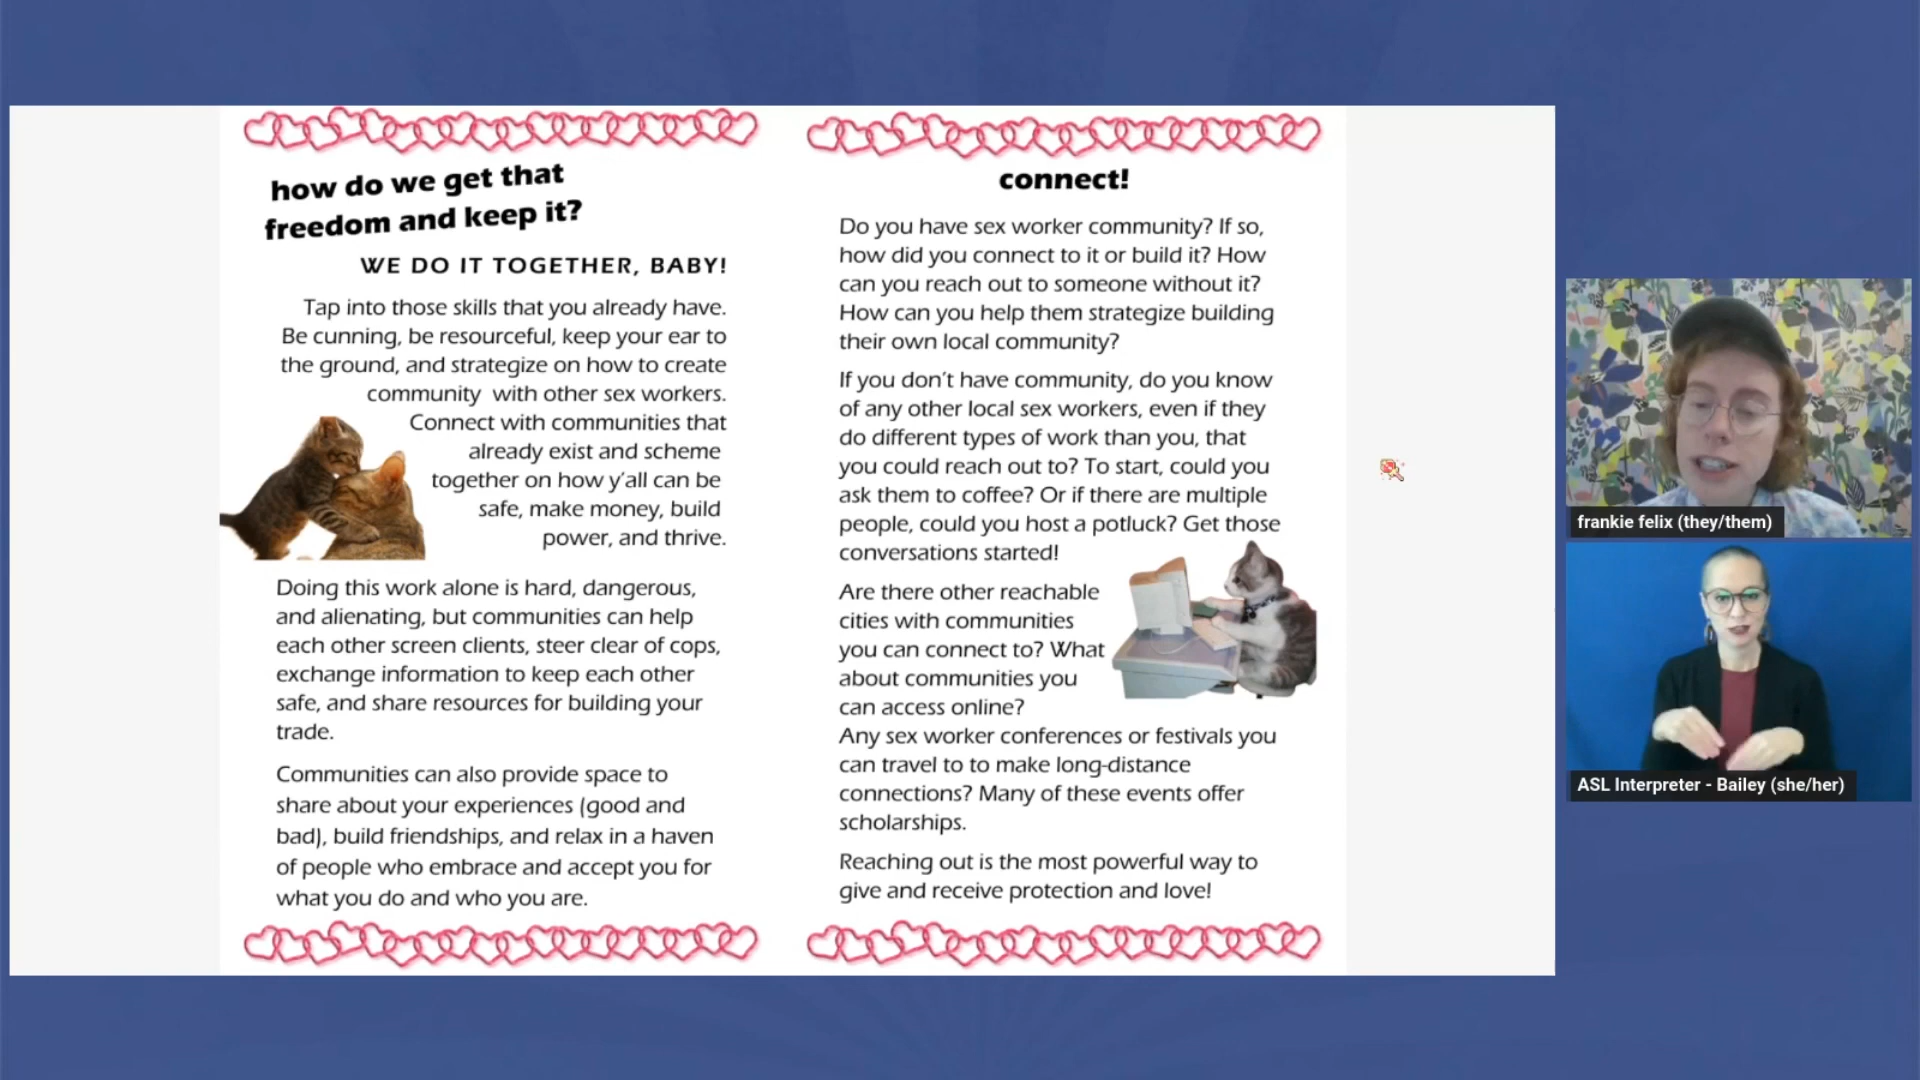 how do we get that
freedom and keep it?
WE DO IT TOGETHER, BABY!
Tap into those skills that you already have.
Be cunning, be resourceful, keep your ear to
the ground, and strategize on how to create
community with other sex workers.
Connect with communities that
already exist and scheme
together on how y'all can be
safe, make money, build
power, and thrive.
Doing this work alone is hard, dangerous,
and alienating, but communities can help
each other screen clients, steer clear of cops,
exchange information to keep each other
safe, and share resources for building your
trade.
Communities can also provide space to
share about your experiences (good and
bad), build friendships, and relax in a haven
of people who embrace and accept you for
what you do and who you are.
connect!
Do you have sex worker community? If so,
how did you connect to it or build it? How
can you reach out to someone without it?
How can you help them strategize building
their own local community?
If you don't have community, do you know
of any other local sex workers, even if they
do different types of work than you, that
you could reach out to? To start, could you
ask them to coffee? Or if there are multiple
people, could you host a potluck? Get those
conversations started!
Are there other reachable
cities with communities
you can connect to? What
about communities you
can access online?
Any sex worker conferences or festivals you
can travel to to make long-distance
connections? Many of these events offer
scholarships.
Reaching out is the most powerful way to
give and receive protection and love!
frankie felix (they/them)
ASL Interpreter - Bailey (she/her)